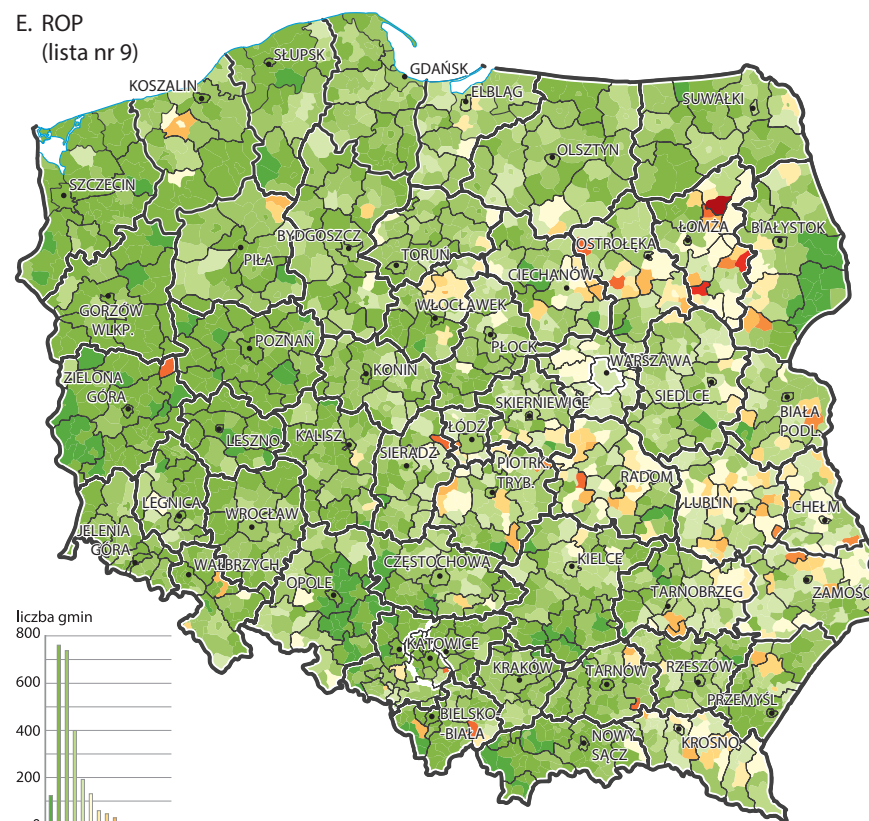 E. ROP
(lista nr 9)
SŁUPSK
GDAŃSK
KOSZALIN
ELBLĄG
SUWAŁKI
OLSZTYN
SZCZECIN
ŁOMŻA
BIAŁYSTOK
OSTROŁĘKA
BYDGOSZCZ
PIŁA
TORUŃ
CIECHANÓW
WŁOCŁAWEK
GORZÓW
WLKP.
POZNAŃ
PŁOCK
WARSZAWA
KONIN
ZIELONA
GÓRA
SKIERNIEWICE
SIEDLCE
BIAŁA
PODL.
LESZNO
KALISZ
ŁÓDŹ
SIERADŹ
PIOTRK.
TRYB.
RADOM
LUBLIN
CHEŁM
LEGNICA
WROCŁAW
JELENIA
GÓRA
WAŁBRZYCH
OPOLE
CZĘSTOCHOWA
KIELCE
TARNOBRZEG
ZAMOŚĆ
KATOWICE
KRAKÓW
TARNÓW
RZESZÓW
PRZEMYŚL
BIELSKO-
-BIAŁA
NOWY
SĄCZ
KROSNO
liczba gmin
800
600
400
200
0